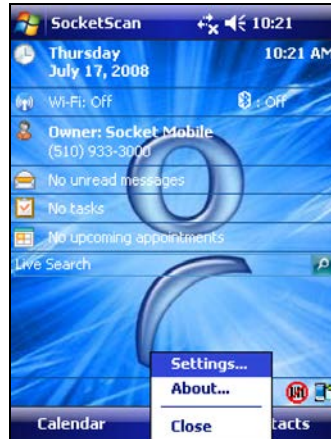 SocketScan 10:21
Thursday 10:21 AM
July 17, 2008
Wi-Fi: Off : Off
Owner: Socket Mobile
(510) 933-3000
No unread messages
No tasks
No upcoming appointments
Live Search
Settings...
About...
Close
Calendar tacts